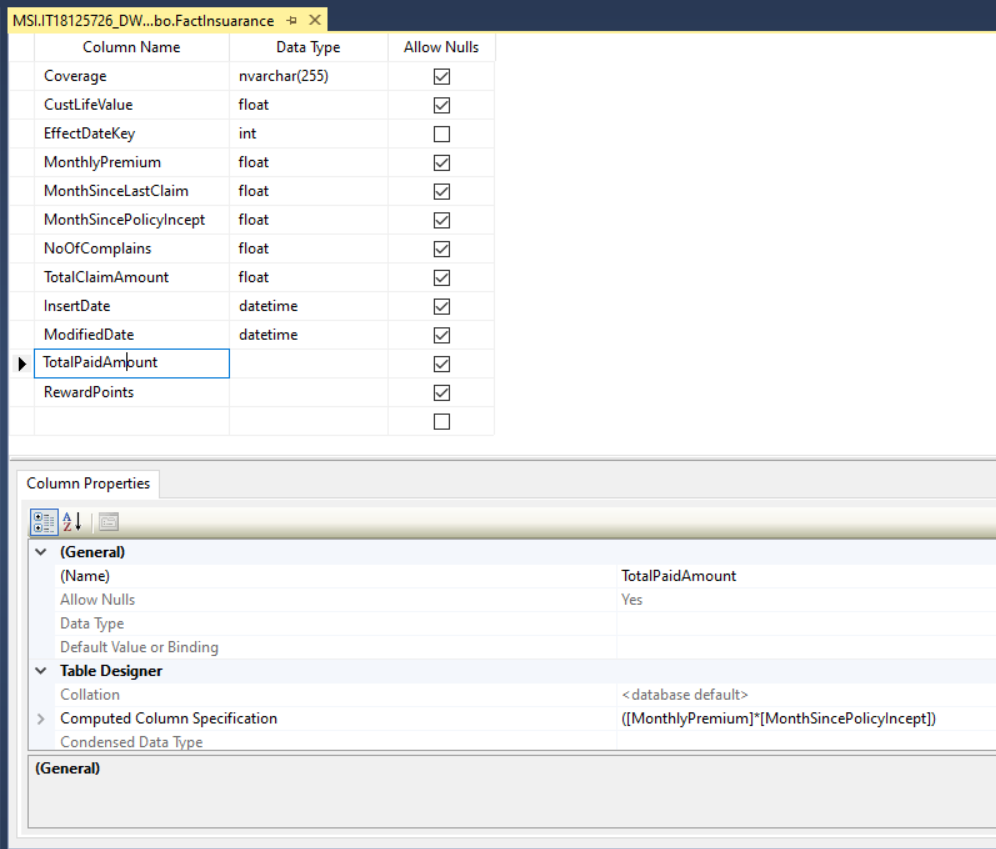 MSI.IT18125726_DW...bo.FactInsuarance
Column Name Data Type Allow Nulls
Coverage nvarchar(255)
CustLifeValue float
EffectDateKey int
MonthlyPremium float
MonthSinceLastClaim float
MonthSincePolicyIncept float
NoOfComplains float
TotalClaimAmount float
InsertDate datetime
ModifiedDate datetime
TotalPaidAmount
RewardPoints
Column Properties
(General)
(Name) TotalPaidAmount
Allow Nulls Yes
Data Type
Default Value or Binding
Table Designer
Collation <database default>
Computed Column Specification ([MonthlyPremium]*[MonthSincePolicyIncept])
Condensed Data Type
(General)